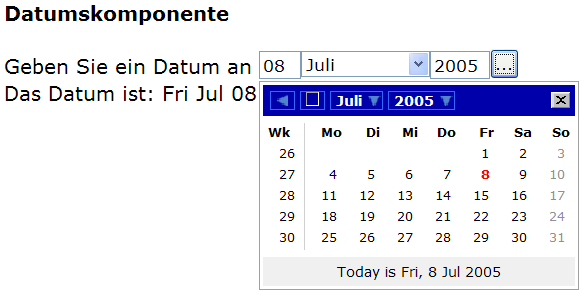 Datumskomponente
Geben Sie ein Datum an 08 Juli 2005 ...
Das Datum ist: Fri Jul 08
Juli 2005
Wk Mo Di Mi Do Fr Sa So
26 1 2 3
27 4 5 6 7 8 9 10
28 11 12 13 14 15 16 17
29 18 19 20 21 22 23 24
30 25 26 27 28 29 30 31
Today is Fri, 8 Jul 2005